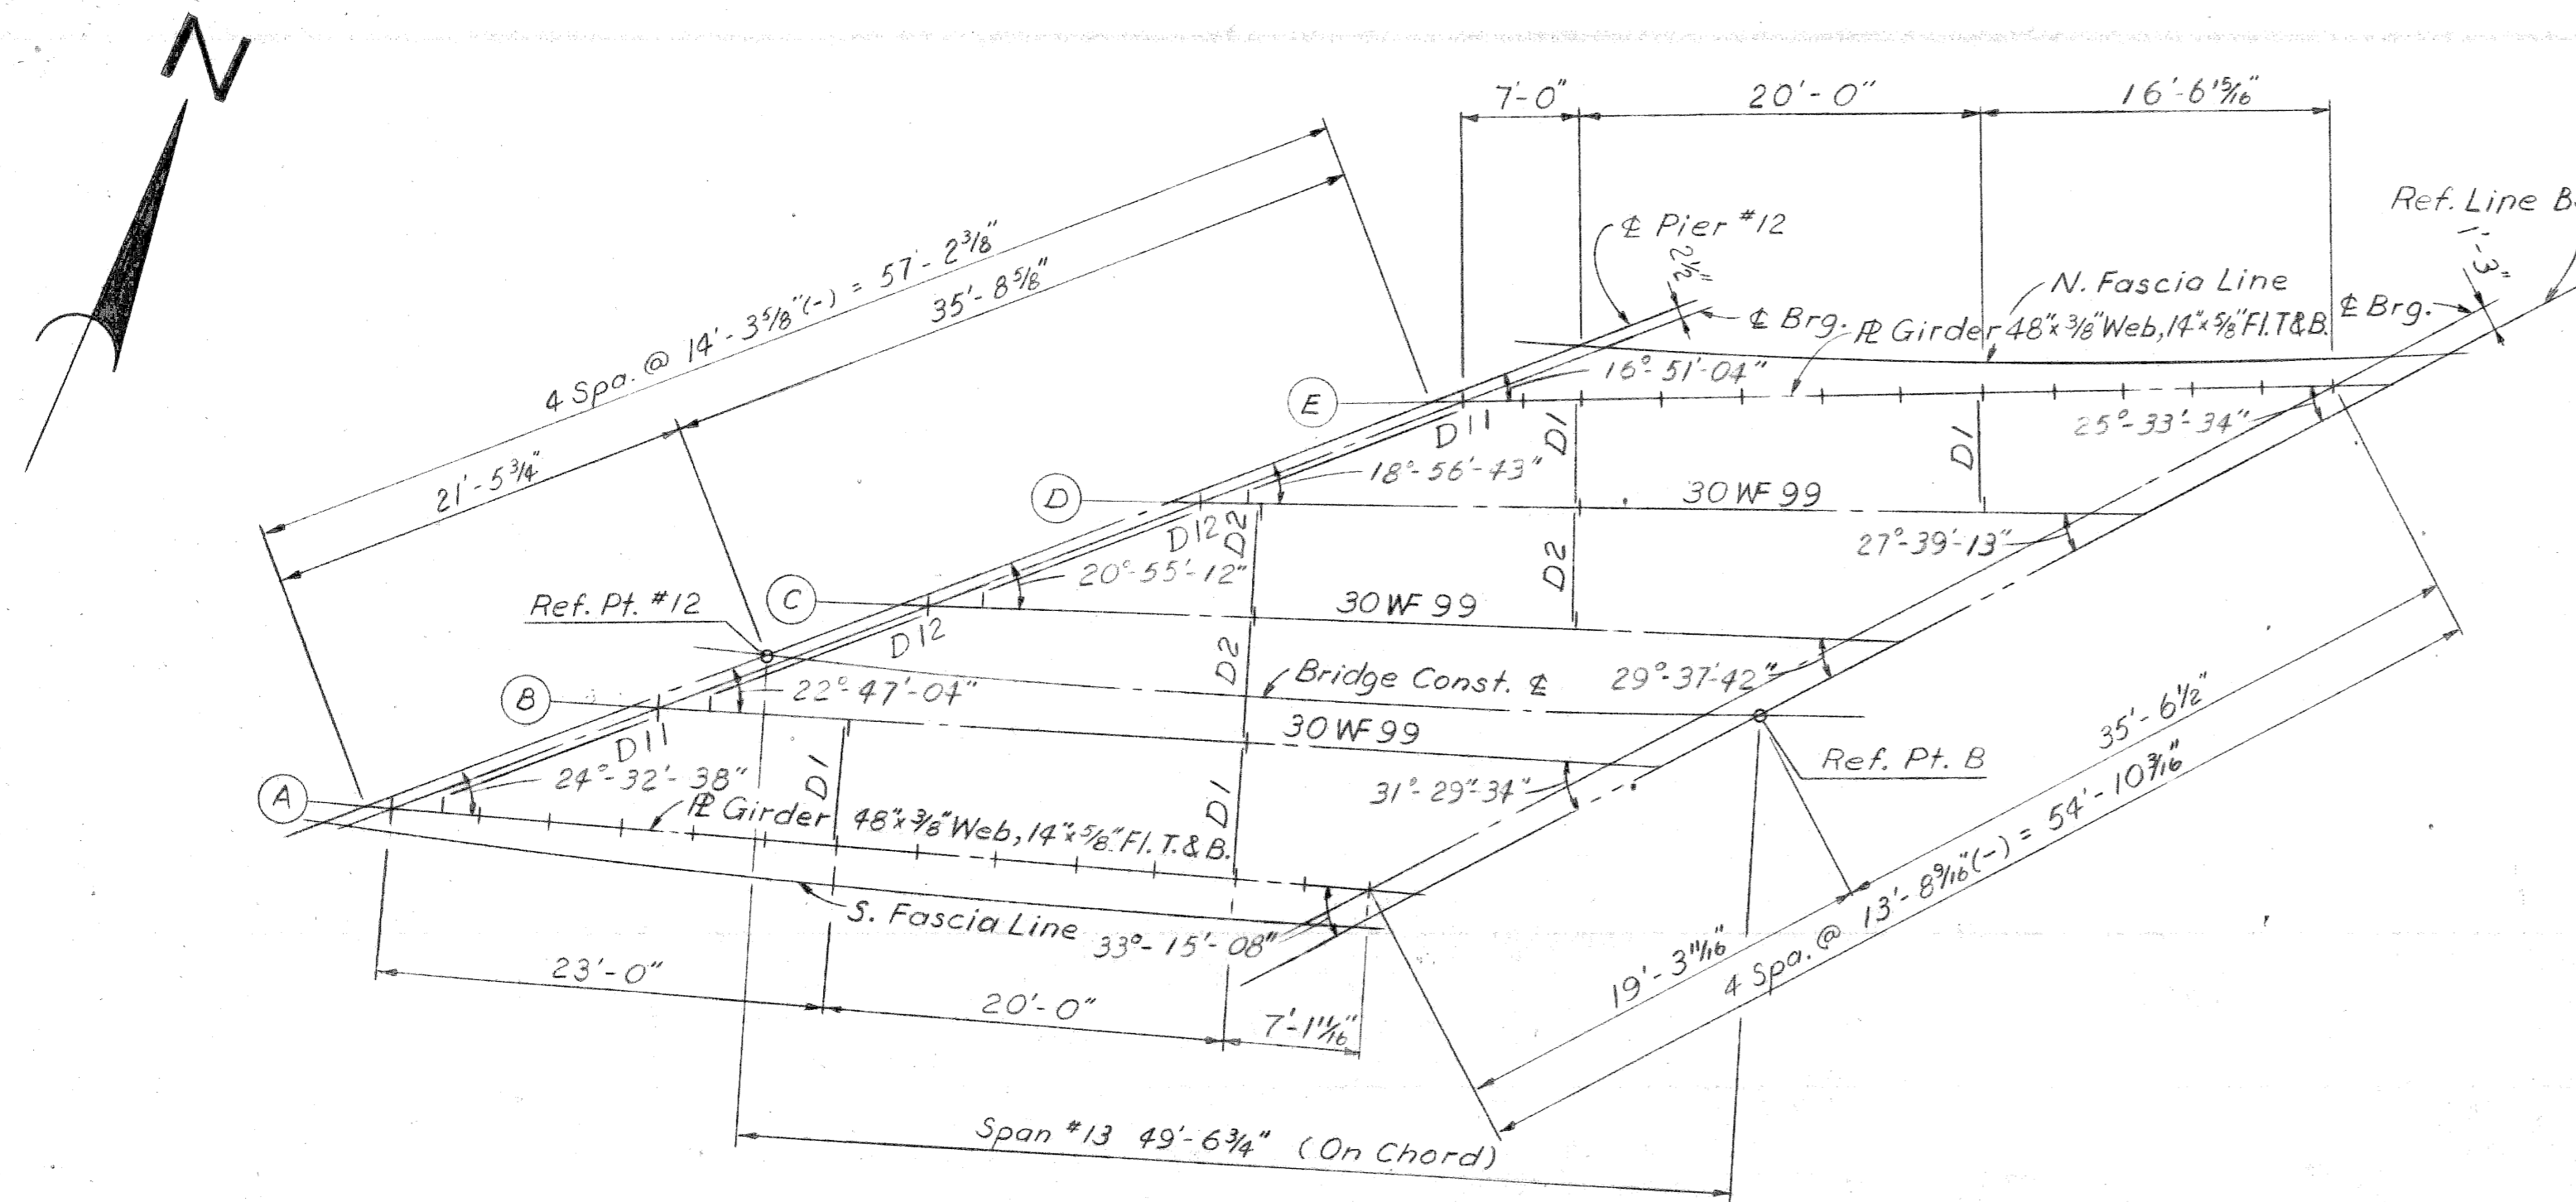 N
7'-0"
20'-0"
16'-6 15/16"
4 Spa. @ 14'-3 5/8"(-) = 57'-2 3/8"
35'-8 5/8"
21'-5 3/4"
℄ Pier #12
2 1/2"
Ref. Line
1'-3"
N. Fascia Line
℄ Brg.
℄ Brg.
PL Girder 48"x 3/8" Web, 14"x 5/8" Fl. T.&B.
16°-51'-04"
E
D11
D1
D1
25°-33'-34"
18°-56'-43"
30 WF 99
D
D12
D2
D2
27°-39'-13"
20°-55'-12"
Ref. Pt. #12
C
30 WF 99
D12
D2
Bridge Const. ℄
29°-37'-42"
22°-47'-04"
B
30 WF 99
Ref. Pt. B
35'-6 1/2"
D11
D1
D1
24°-32'-38"
31°-29"-34"
A
PL Girder 48"x 3/8" Web, 14"x 5/8" Fl. T.&B.
4 Spa. @ 13'-8 9/16"(-) = 54'-10 3/16"
S. Fascia Line
33°-15'-08"
19'-3 11/16"
23'-0"
20'-0"
7'-1 11/16"
Span #13 49'-6 3/4" (On Chord)